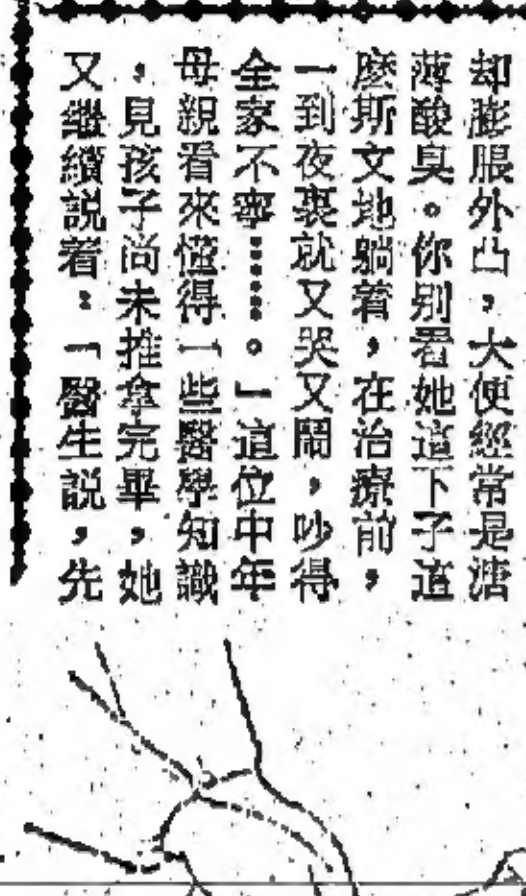 却膨脹外凸，大便經常是溏
薄酸臭。你别看她這下子這
麽斯文地躺着，在治療前，
一到夜裏就又哭又鬧，吵得
全家不寧……。」這位中年
母親看來懂得一些醫學知識
，見孩子尚未推拿完畢，她
又繼續説着：「醫生説，先